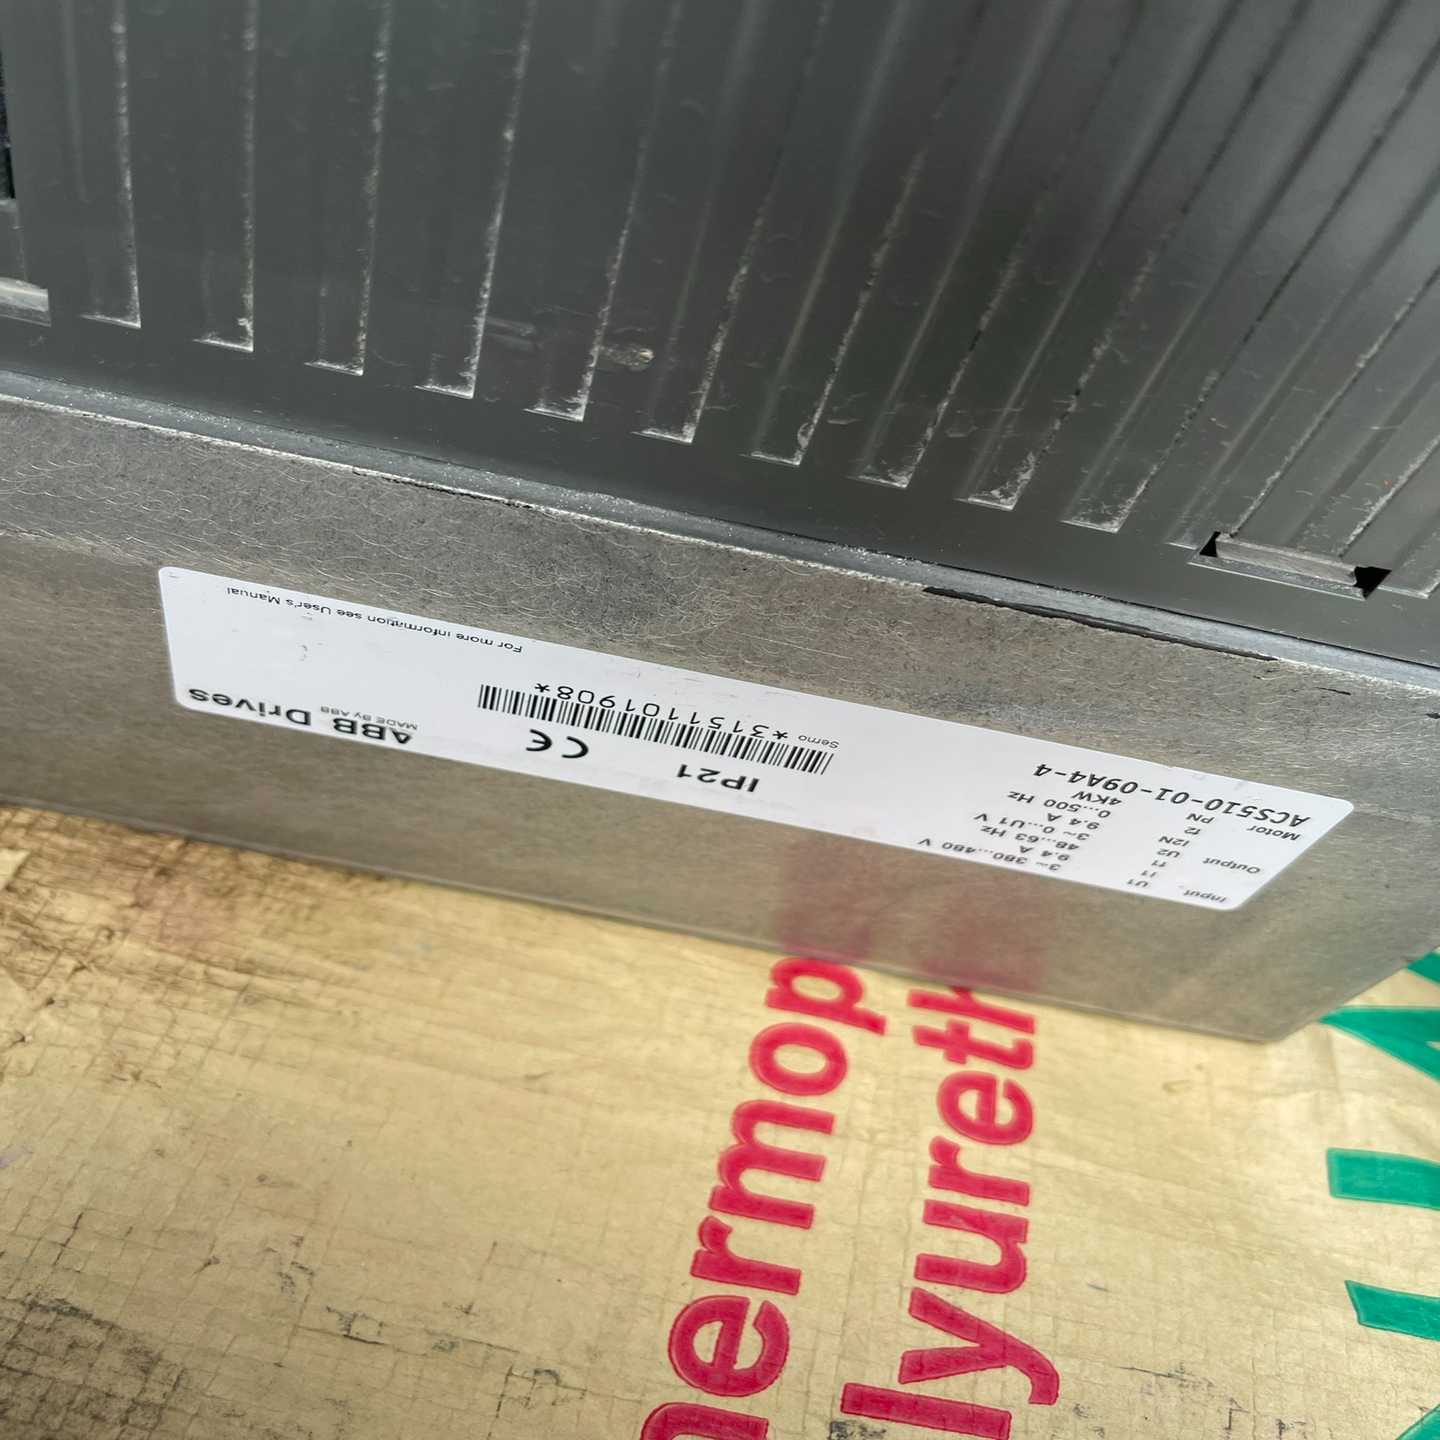 Input U1 3~ 380...480 V
I1 9.4 A
f1 48...63 Hz
Output U2 3~ 0...U1 V
I2N 9.4 A
f2 0...500 Hz
Motor PN 4KW
ACS510-01-09A4-4
IP21
CE
Serno *3151101908*
ABB Drives
MADE By ABB
For more information see User's Manual
hermop
lyureth